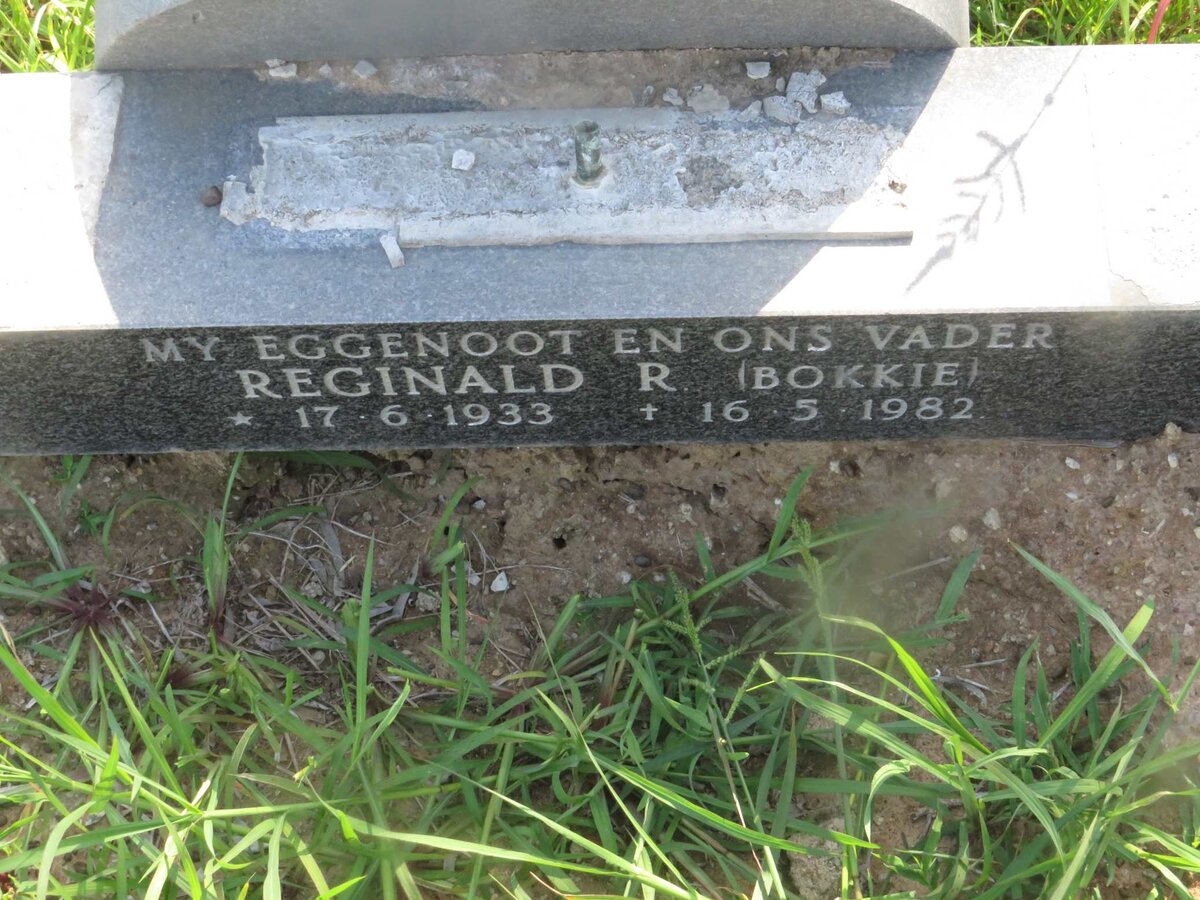 MY EGGENOOT EN ONS VADER
REGINALD R (BOKKIE)
★ 17·6·1933 ✝ 16·5·1982